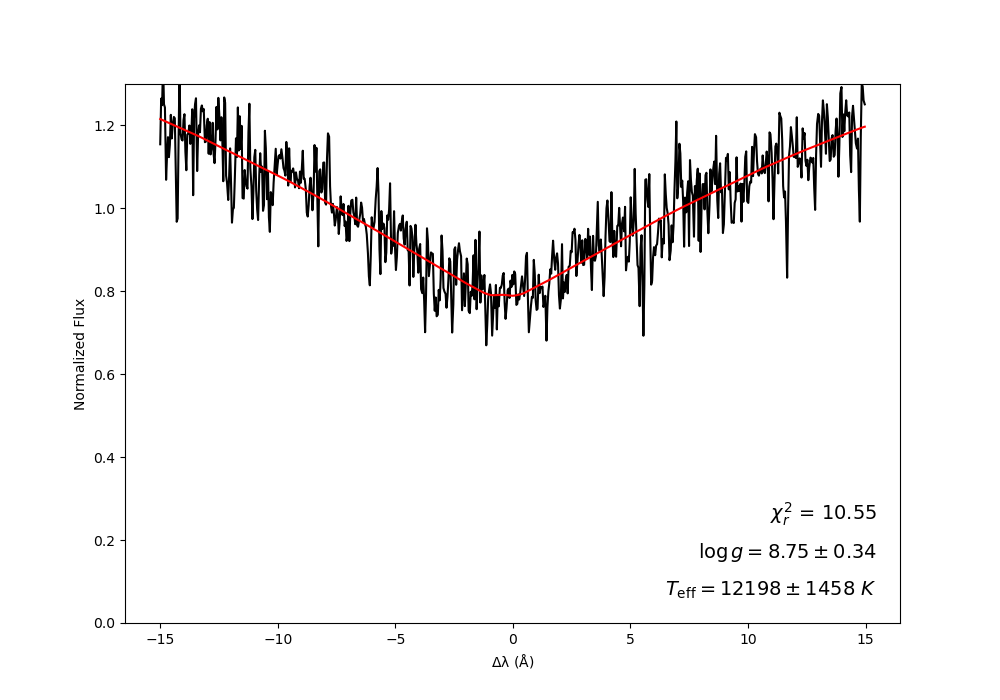 1.2
1.0
0.8
0.6
0.4
0.2
0.0
Normalized Flux
χ²ᵣ = 10.55
log g = 8.75 ± 0.34
T_eff = 12198 ± 1458 K
−15 −10 −5 0 5 10 15
Δλ (Å)